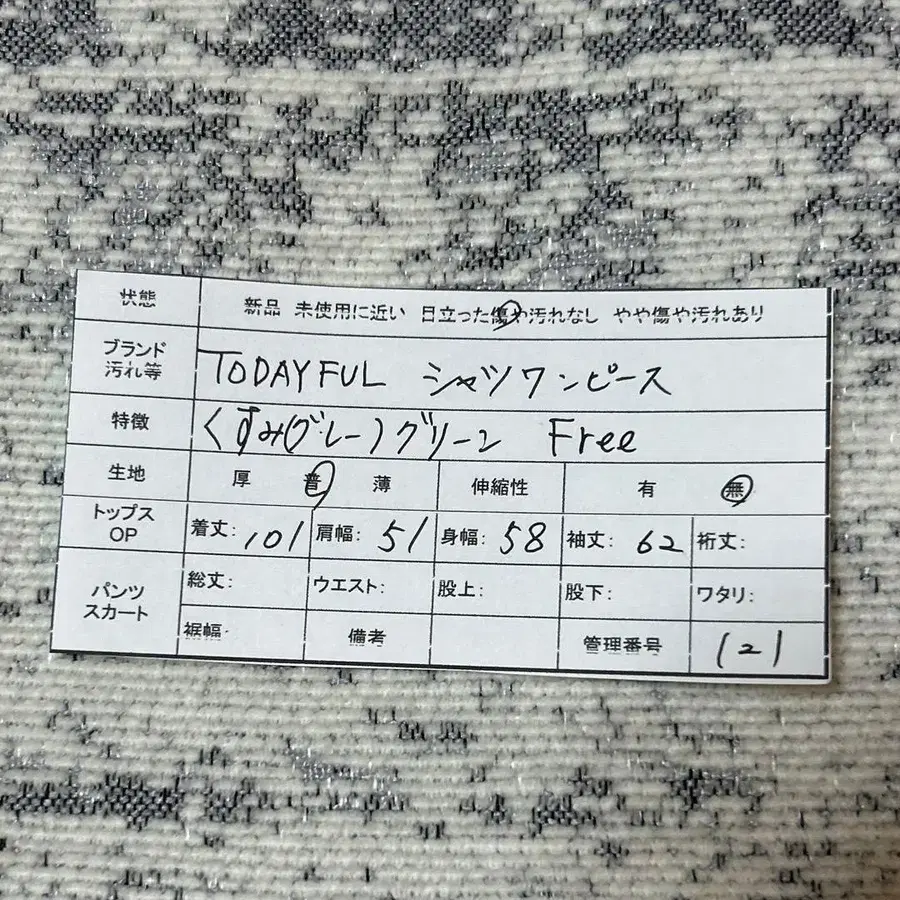 状態 新品 未使用に近い 目立った傷や汚れなし やや傷や汚れあり
ブランド
汚れ等 TODAYFUL シャツワンピース
特徴 くすみ(グレー)グリーン Free
生地 厚 普 薄 伸縮性 有 無
トップス
OP 着丈: 101 肩幅: 51 身幅: 58 袖丈: 62 裄丈:
パンツ
スカート 総丈: ウエスト: 股上: 股下: ワタリ:
裾幅: 備考 管理番号 121